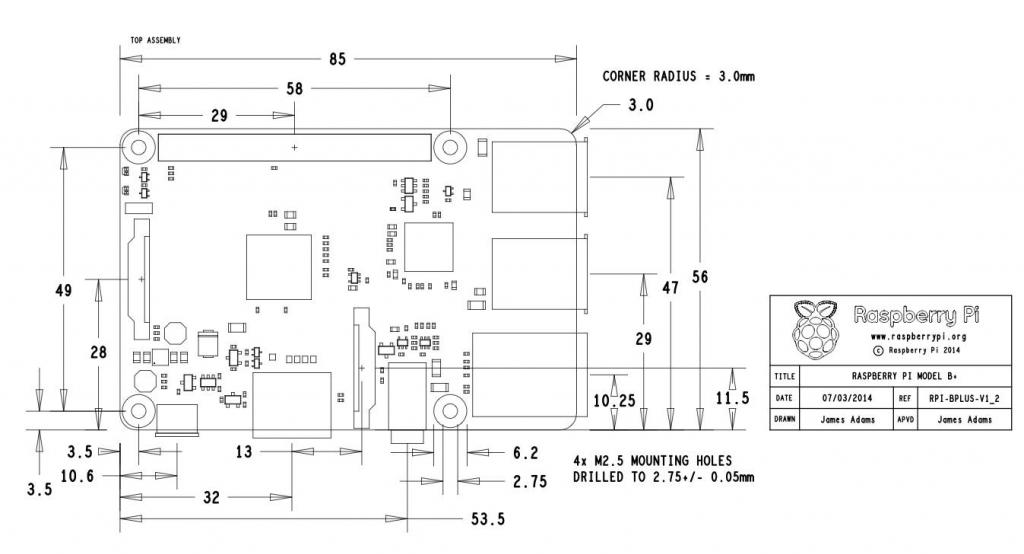 TOP ASSEMBLY
85
CORNER RADIUS = 3.0mm
58
3.0
29
56
49
47
28
29
10.25
11.5
3.5
13
6.2
4x M2.5 MOUNTING HOLES
10.6
2.75
DRILLED TO 2.75+/- 0.05mm
3.5
32
53.5
Raspberry Pi
www.raspberrypi.org
© Raspberry Pi 2014
TITLE RASPBERRY PI MODEL B+
DATE 07/03/2014 REF RPI-BPLUS-V1_2
DRAWN James Adams APVD James Adams